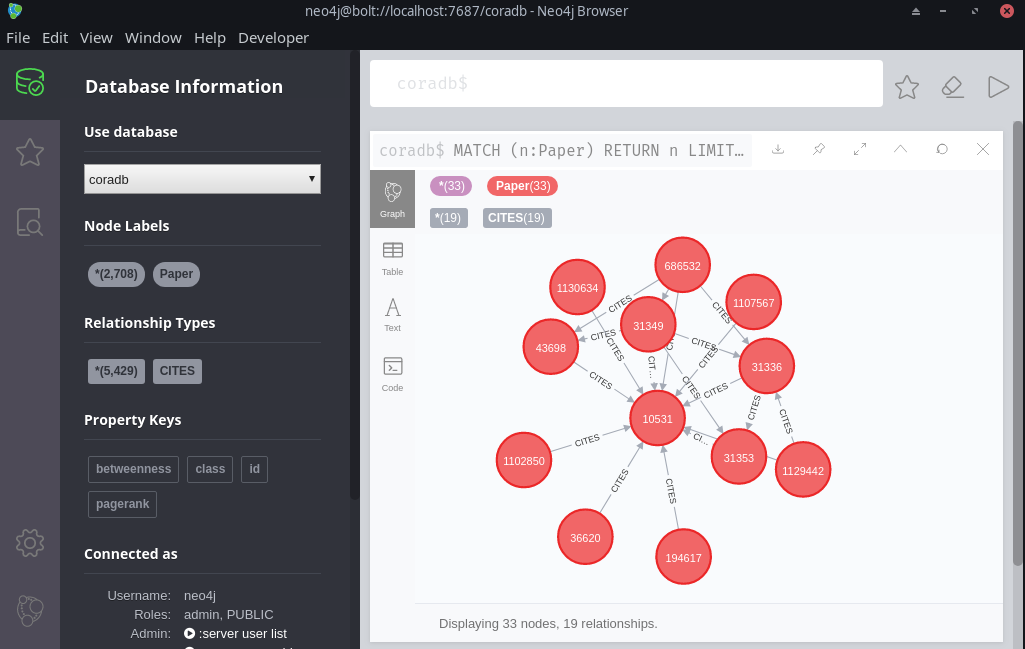 neo4j@bolt://localhost:7687/coradb - Neo4j Browser
File Edit View Window Help Developer
Database Information
Use database
coradb
Node Labels
*(2,708) Paper
Relationship Types
*(5,429) CITES
Property Keys
betweenness class id
pagerank
Connected as
Username: neo4j
Roles: admin, PUBLIC
Admin: :server user list
coradb$
coradb$ MATCH (n:Paper) RETURN n LIMIT…
Graph
Table
Text
Code
*(33) Paper(33)
*(19) CITES(19)
686532
1130634
1107567
CITES
CITES
31349
CITES
43698
CITES
CITES
CITES
CIT…
31336
CITES
CITES
CITES
CITES
10531
CITES
CITES
CITES
CI…
1102850
31353
1129442
CITES
CITES
36620
194617
Displaying 33 nodes, 19 relationships.